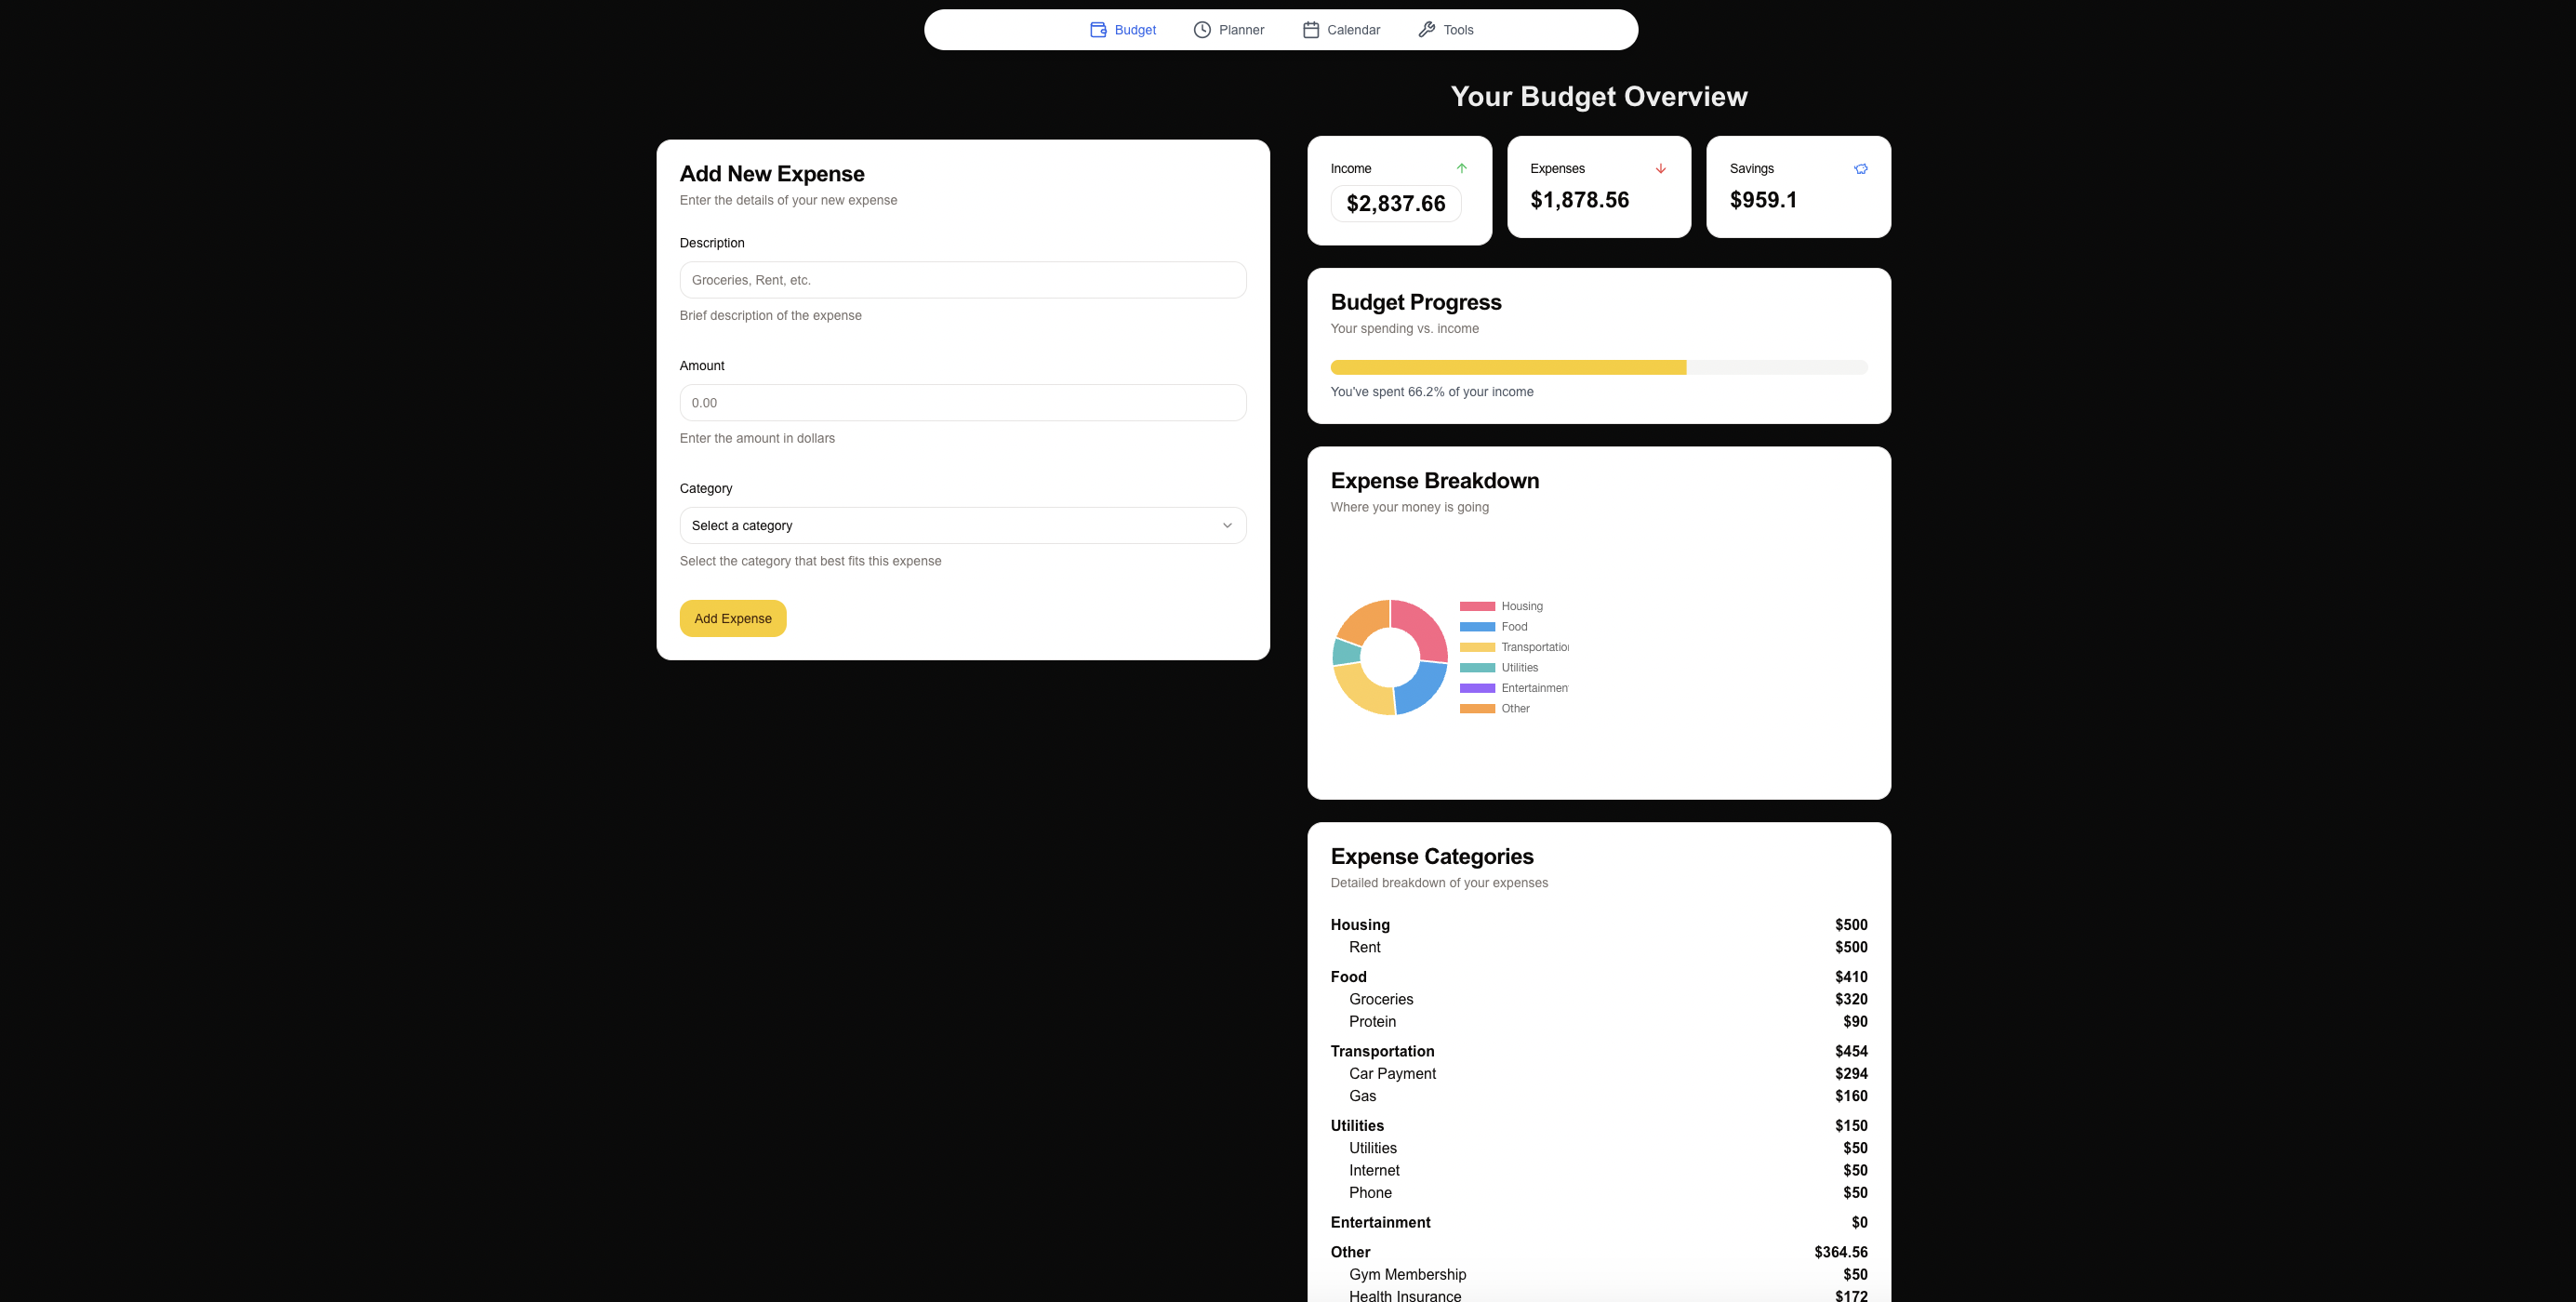 Budget Planner Calendar Tools
Your Budget Overview
Add New Expense
Enter the details of your new expense
Description
Groceries, Rent, etc.
Brief description of the expense
Amount
0.00
Enter the amount in dollars
Category
Select a category
Select the category that best fits this expense
Add Expense
Income
$2,837.66
Expenses
$1,878.56
Savings
$959.1
Budget Progress
Your spending vs. income
You've spent 66.2% of your income
Expense Breakdown
Where your money is going
Housing
Food
Transportatio
Utilities
Entertainmen
Other
Expense Categories
Detailed breakdown of your expenses
Housing $500
Rent $500
Food $410
Groceries $320
Protein $90
Transportation $454
Car Payment $294
Gas $160
Utilities $150
Utilities $50
Internet $50
Phone $50
Entertainment $0
Other $364.56
Gym Membership $50
Health Insurance $172